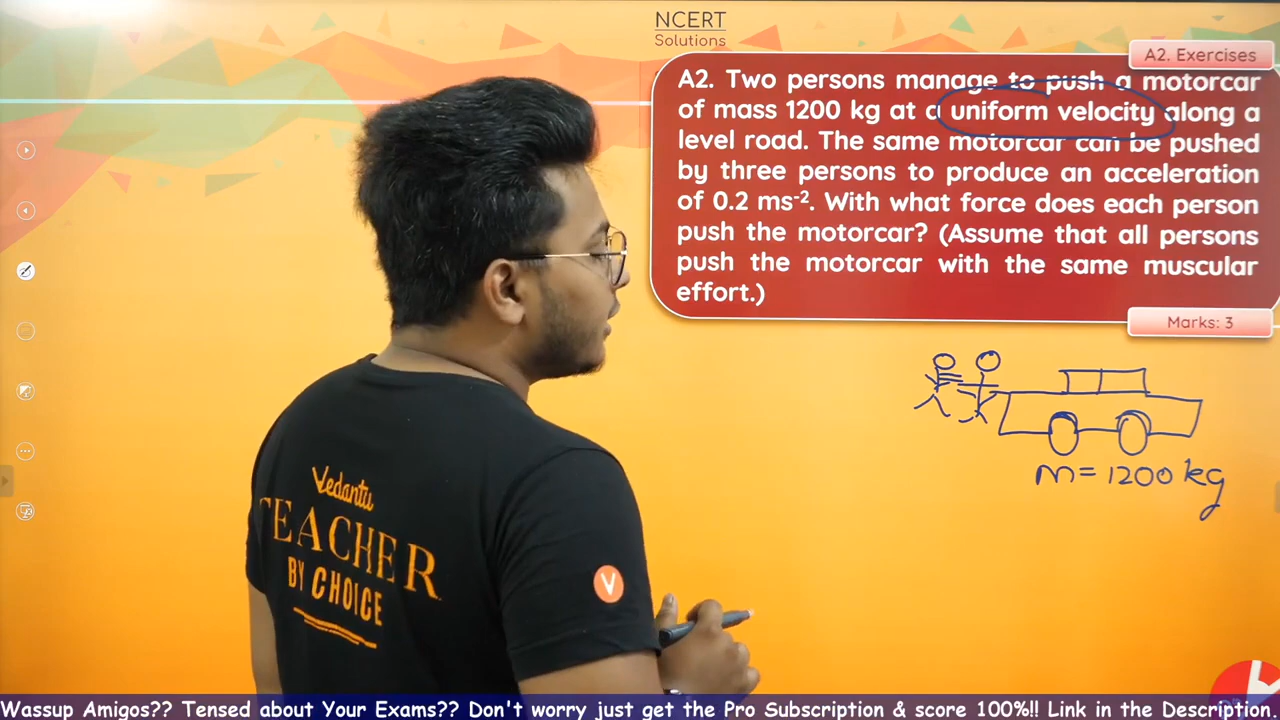 NCERT
Solutions
A2. Exercises
A2. Two persons manage to push a motorcar
of mass 1200 kg at a uniform velocity along a
level road. The same motorcar can be pushed
by three persons to produce an acceleration
of 0.2 ms⁻². With what force does each person
push the motorcar? (Assume that all persons
push the motorcar with the same muscular
effort.)
Marks: 3
m = 1200 kg
Vedantu
TEACHER
BY CHOICE
V
Wassup Amigos?? Tensed about Your Exams?? Don't worry just get the Pro Subscription & score 100%!! Link in the Description.